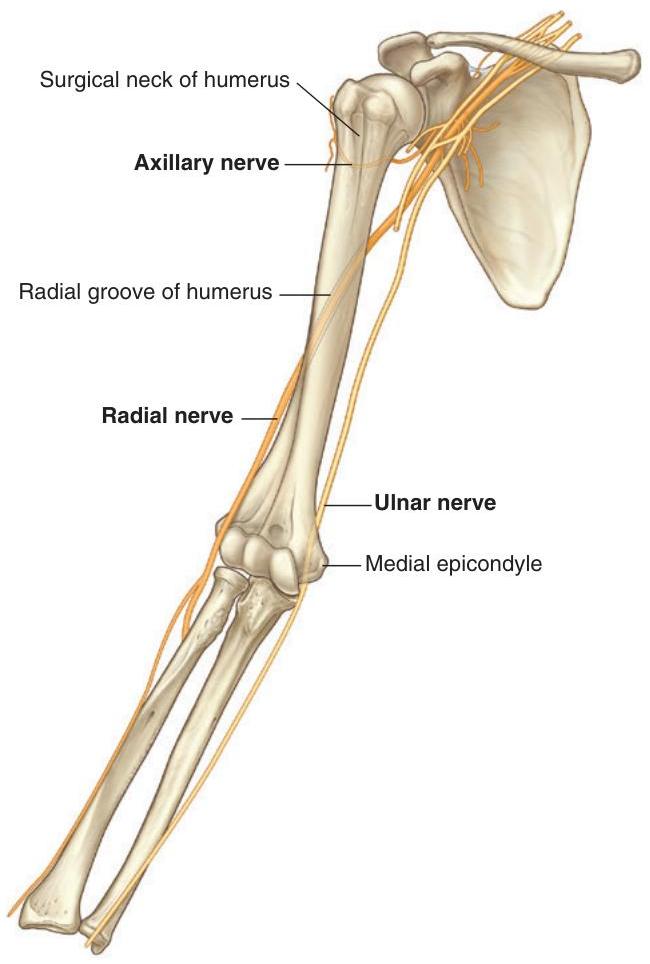 Surgical neck of humerus
Axillary nerve
Radial groove of humerus
Radial nerve
Ulnar nerve
Medial epicondyle